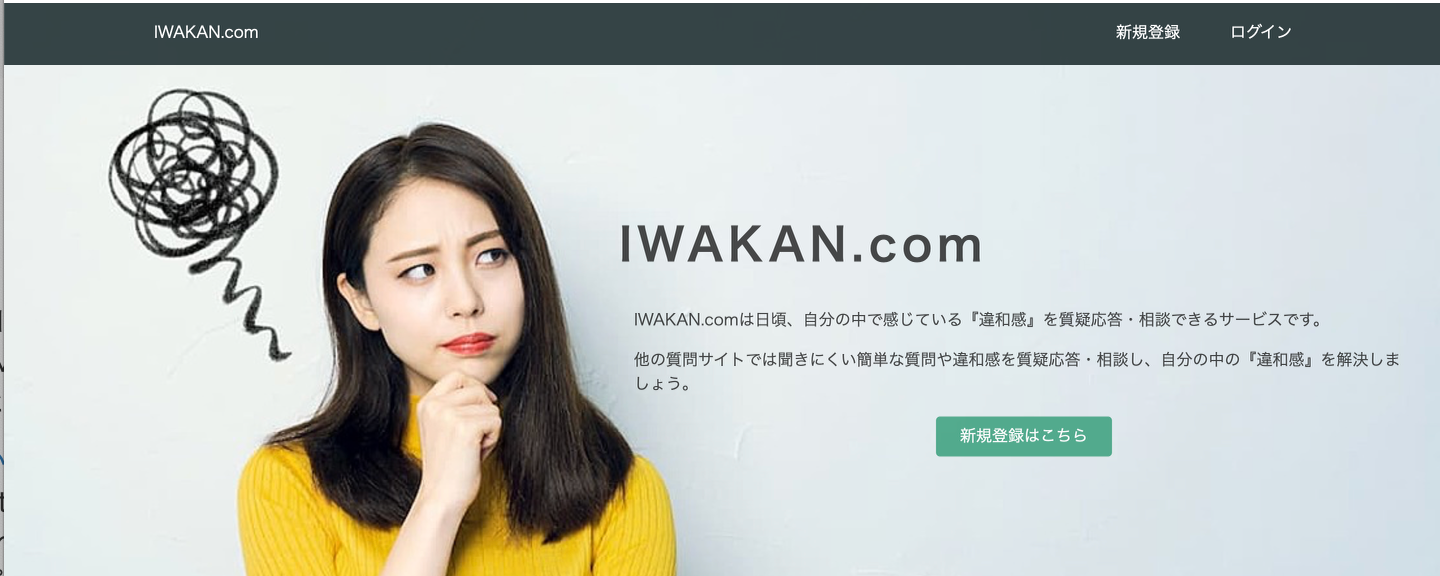 IWAKAN.com
新規登録
ログイン
IWAKAN.com
IWAKAN.comは日頃、自分の中で感じている『違和感』を質疑応答・相談できるサービスです。
他の質問サイトでは聞きにくい簡単な質問や違和感を質疑応答・相談し、自分の中の『違和感』を解決しま
しょう。
新規登録はこちら